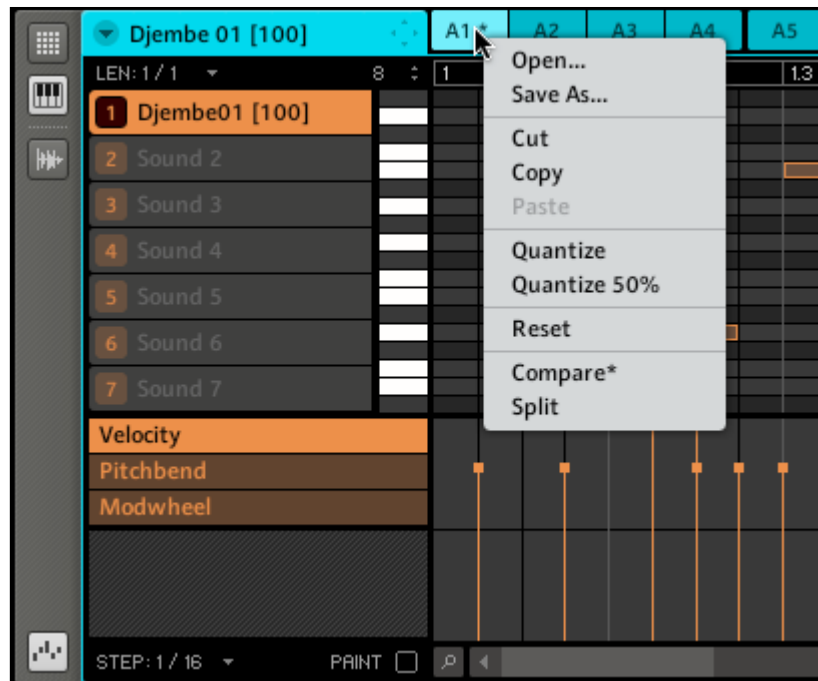 Djembe 01 [100]
A1 *
A2
A3
A4
A5
LEN: 1 / 1
8
1
1.3
1 Djembe01 [100]
2 Sound 2
3 Sound 3
4 Sound 4
5 Sound 5
6 Sound 6
7 Sound 7
Open...
Save As...
Cut
Copy
Paste
Quantize
Quantize 50%
Reset
Compare*
Split
Velocity
Pitchbend
Modwheel
STEP: 1 / 16
PAINT